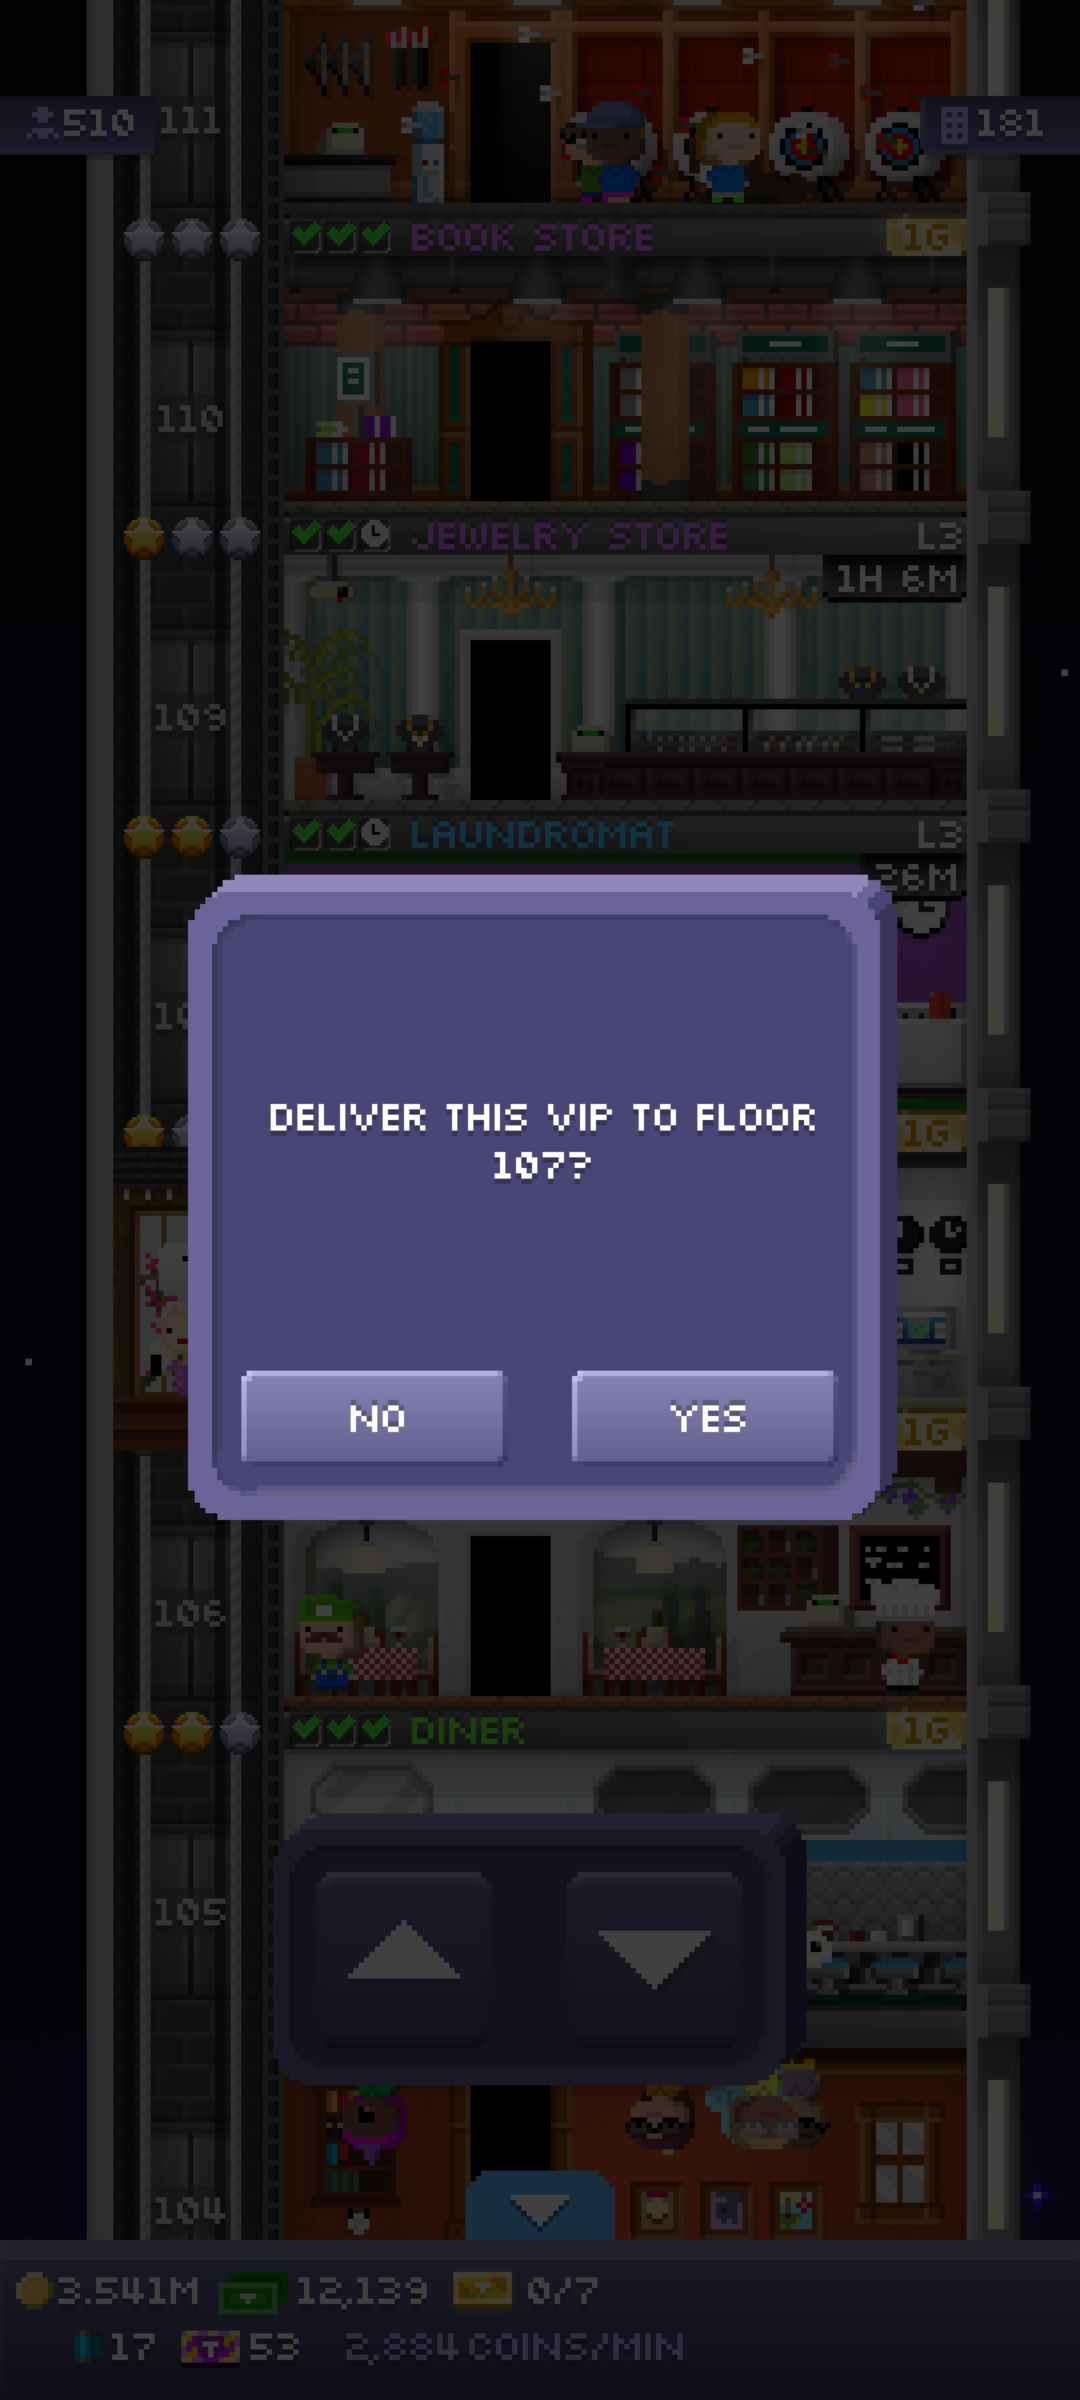 510
111
181
BOOK STORE
1G
110
JEWELRY STORE
L3
1H 6M
109
LAUNDROMAT
L3
36M
1G
DELIVER THIS VIP TO FLOOR
107?
NO
YES
1G
106
DINER
1G
105
104
3.541M
12,139
0/7
17
53
2,884 COINS/MIN